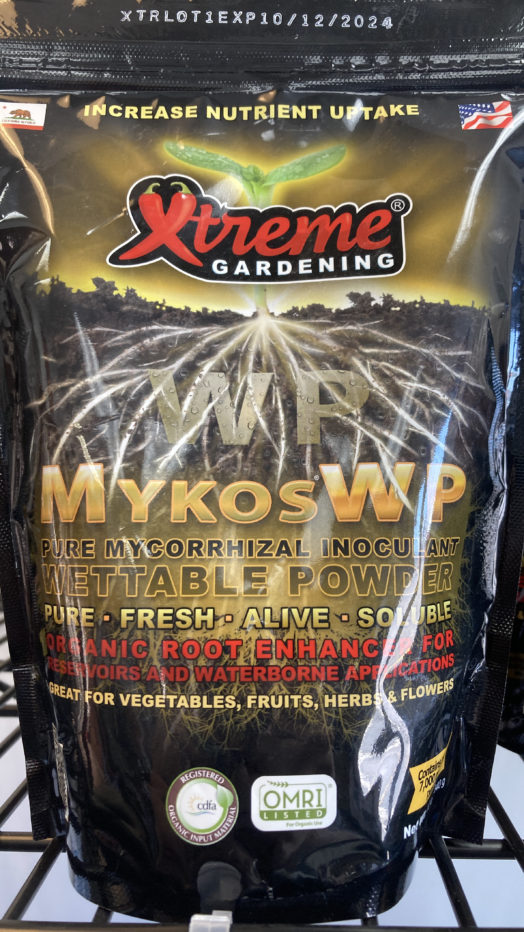 XTRLOT1EXP10/12/2024
INCREASE NUTRIENT UPTAKE
Xtreme®
GARDENING
WP
MYKOS® WP
PURE MYCORRHIZAL INOCULANT
WETTABLE POWDER
PURE · FRESH · ALIVE · SOLUBLE
ORGANIC ROOT ENHANCER FOR
RESERVOIRS AND WATERBORNE APPLICATIONS
GREAT FOR VEGETABLES, FRUITS, HERBS & FLOWERS
REGISTERED
cdfa
ORGANIC INPUT MATERIAL
OMRI
LISTED
For Organic Use
Contains
Net